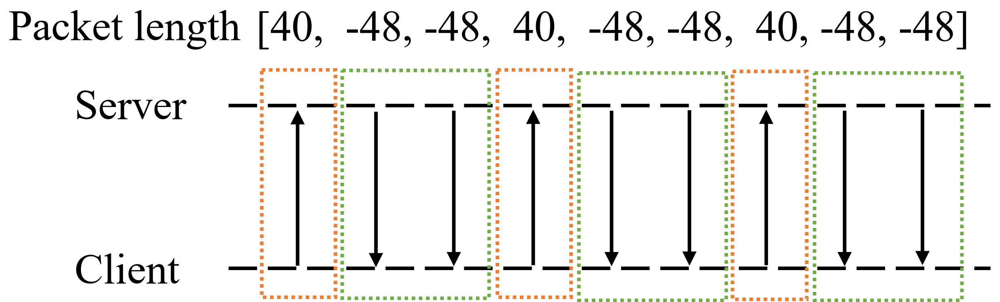 Packet length [40, -48, -48, 40, -48, -48, 40, -48, -48]
Server
Client